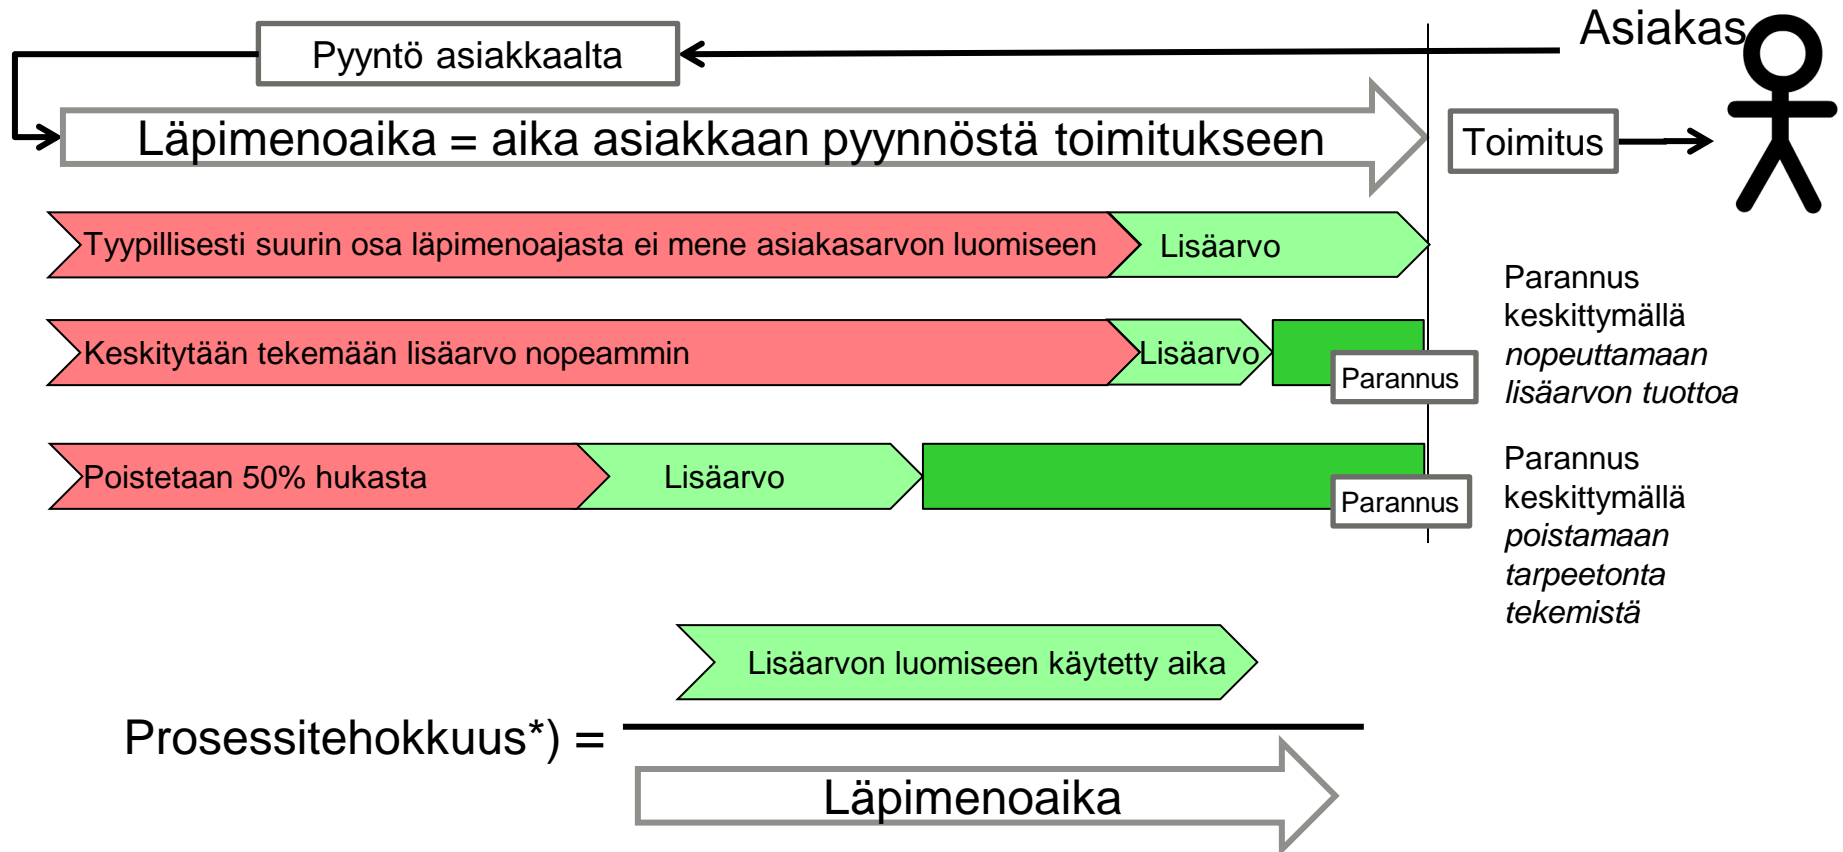 Asiakas
Pyyntö asiakkaalta
Läpimenoaika = aika asiakkaan pyynnöstä toimitukseen
Toimitus
Tyypillisesti suurin osa läpimenoajasta ei mene asiakasarvon luomiseen
Lisäarvo
Keskitytään tekemään lisäarvo nopeammin
Lisäarvo
Parannus
Parannus
keskittymällä
nopeuttamaan
lisäarvon tuottoa
Poistetaan 50% hukasta
Lisäarvo
Parannus
Parannus
keskittymällä
poistamaan
tarpeetonta
tekemistä
Lisäarvon luomiseen käytetty aika
Prosessitehokkuus*) =
Läpimenoaika